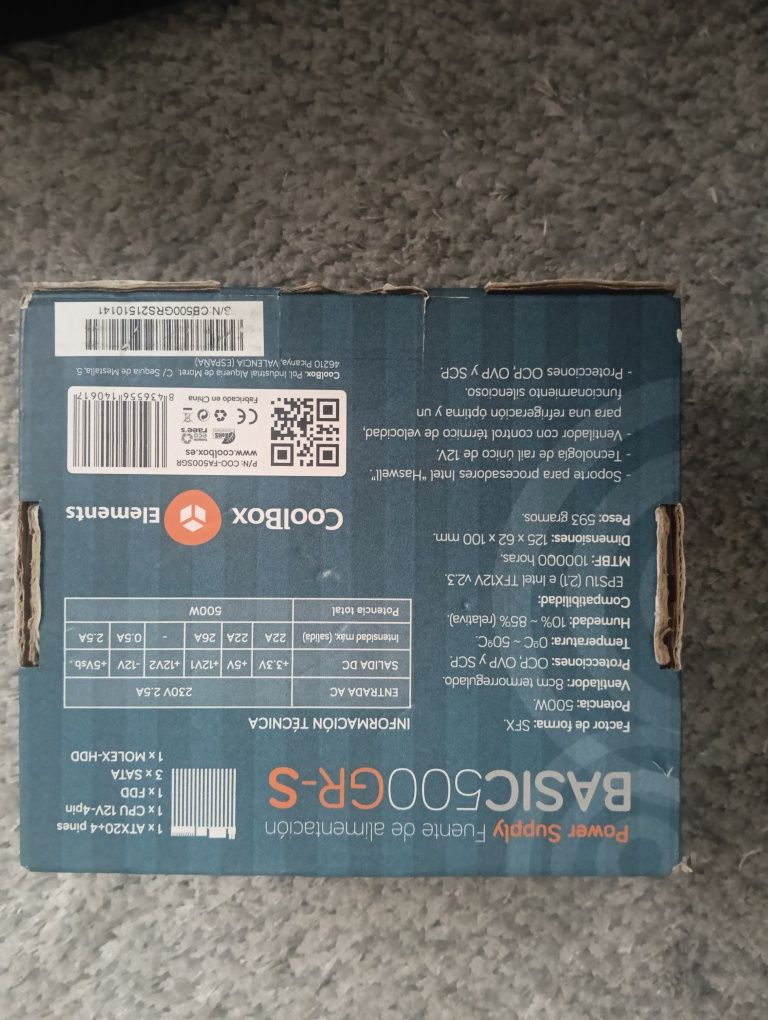 Power Supply Fuente de alimentación
BASIC500GR-S
1 x ATX20+4 pines
1 x CPU 12V-4pin
1 x FDD
3 x SATA
1 x MOLEX-HDD
Factor de forma: SFX.
Potencia: 500W.
Ventilador: 8cm termorregulado.
Protecciones: OCP, OVP y SCP.
Temperatura: 0ºC ~ 50ºC.
Humedad: 10% ~ 85% (relativa).
Compatibilidad:
EPS1U (2.1) e Intel TFX12V v2.3.
MTBF: 100000 horas.
Dimensiones: 125 x 62 x 100 mm.
Peso: 593 gramos.
INFORMACIÓN TÉCNICA
ENTRADA AC 230V 2.5A
SALIDA DC +3.3V +5V +12V1 +12V2 -12V +5Vsb
Intensidad máx. (salida) 22A 22A 26A - 0.5A 2.5A
Potencia total 500W
CoolBox Elements
- Soporte para procesadores Intel "Haswell".
- Tecnología de raíl único de 12V.
- Ventilador con control térmico de velocidad,
para una refrigeración óptima y un
funcionamiento silencioso.
- Protecciones OCP, OVP y SCP.
P/N: COO-FA500SGR
www.coolbox.es
CE
Fabricado en China
8 436556 140617
CoolBox. Pol. Industrial Alquería de Moret. C/ Sequia de Mestalla, 5
46210 Picanya, VALENCIA (ESPAÑA)
S/N:CB500GRS21510141